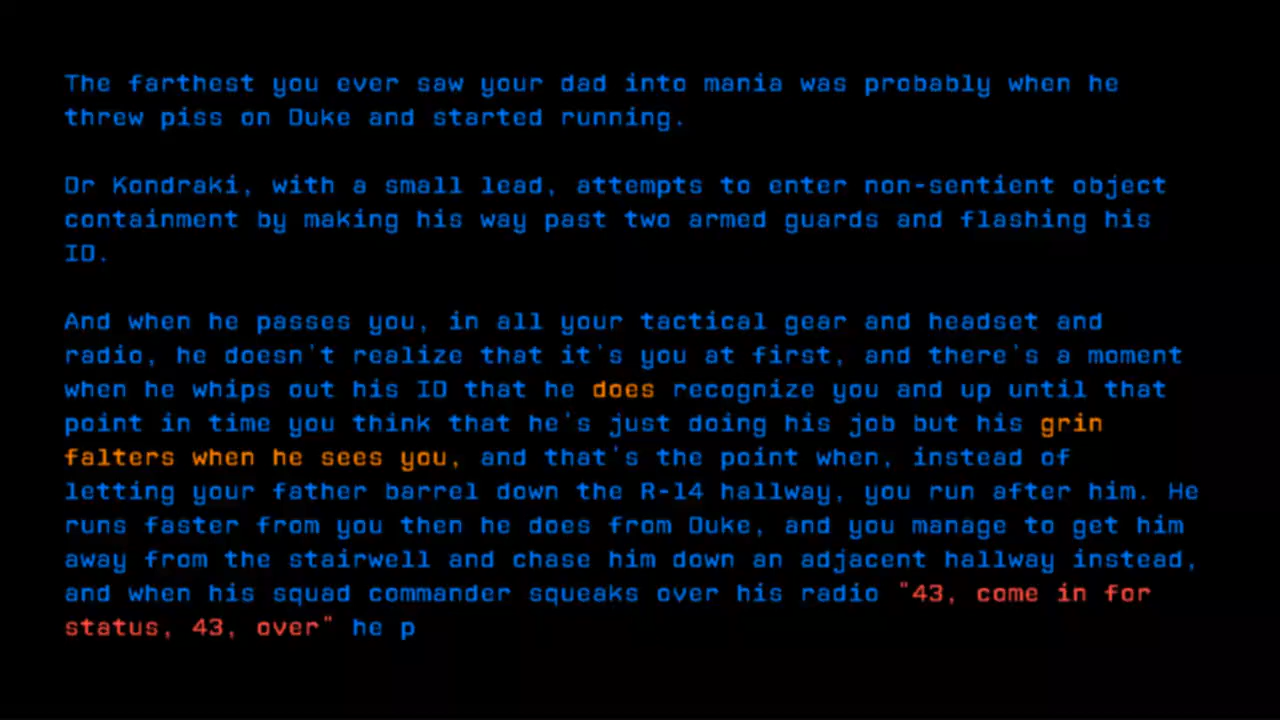 The farthest you ever saw your dad into mania was probably when he
threw piss on Duke and started running.
Dr Kondraki, with a small lead, attempts to enter non-sentient object
containment by making his way past two armed guards and flashing his
ID.
And when he passes you, in all your tactical gear and headset and
radio, he doesn't realize that it's you at first, and there's a moment
when he whips out his ID that he does recognize you and up until that
point in time you think that he's just doing his job but his grin
falters when he sees you, and that's the point when, instead of
letting your father barrel down the R-14 hallway, you run after him. He
runs faster from you then he does from Duke, and you manage to get him
away from the stairwell and chase him down an adjacent hallway instead,
and when his squad commander squeaks over his radio "43, come in for
status, 43, over" he p